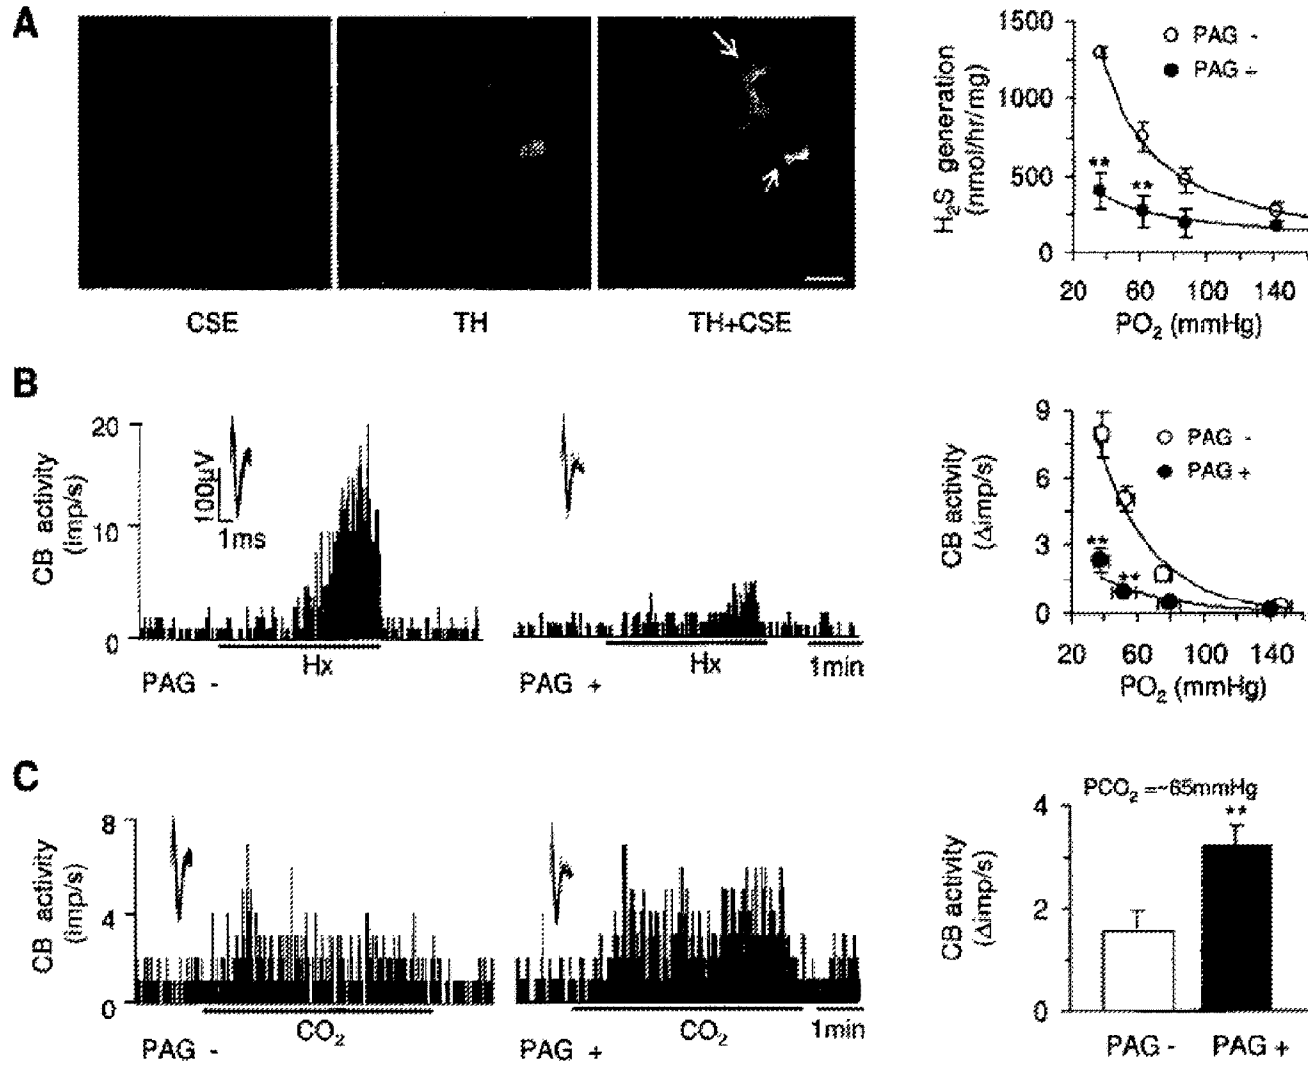 A
CSE
TH
TH+CSE
H₂S generation
(nmol/hr/mg)
1500
1000
500
0
PAG -
PAG +
**
**
20 60 100 140
PO₂ (mmHg)
B
CB activity
(imp/s)
20
10
0
100μV
1ms
Hx
PAG -
Hx
1min
PAG +
CB activity
(Δimp/s)
9
6
3
0
PAG -
PAG +
**
**
20 60 100 140
PO₂ (mmHg)
C
CB activity
(imp/s)
8
4
0
CO₂
PAG -
CO₂
1min
PAG +
PCO₂ =~65mmHg
CB activity
(Δimp/s)
4
2
0
**
PAG - PAG +